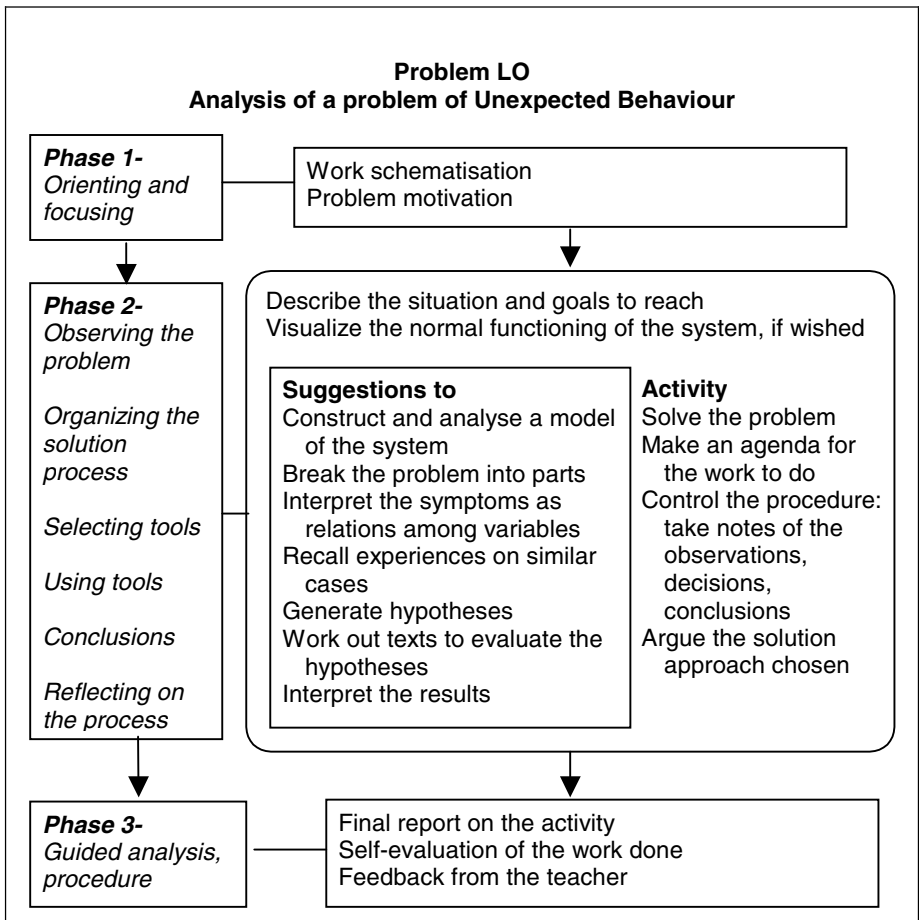 Problem LO
Analysis of a problem of Unexpected Behaviour
Phase 1-
Orienting and
focusing
Work schematisation
Problem motivation
Phase 2-
Observing the
problem
Organizing the
solution
process
Selecting tools
Using tools
Conclusions
Reflecting on
the process
Describe the situation and goals to reach
Visualize the normal functioning of the system, if wished
Suggestions to
Construct and analyse a model
of the system
Break the problem into parts
Interpret the symptoms as
relations among variables
Recall experiences on similar
cases
Generate hypotheses
Work out texts to evaluate the
hypotheses
Interpret the results
Activity
Solve the problem
Make an agenda for
the work to do
Control the procedure:
take notes of the
observations,
decisions,
conclusions
Argue the solution
approach chosen
Phase 3-
Guided analysis,
procedure
Final report on the activity
Self-evaluation of the work done
Feedback from the teacher